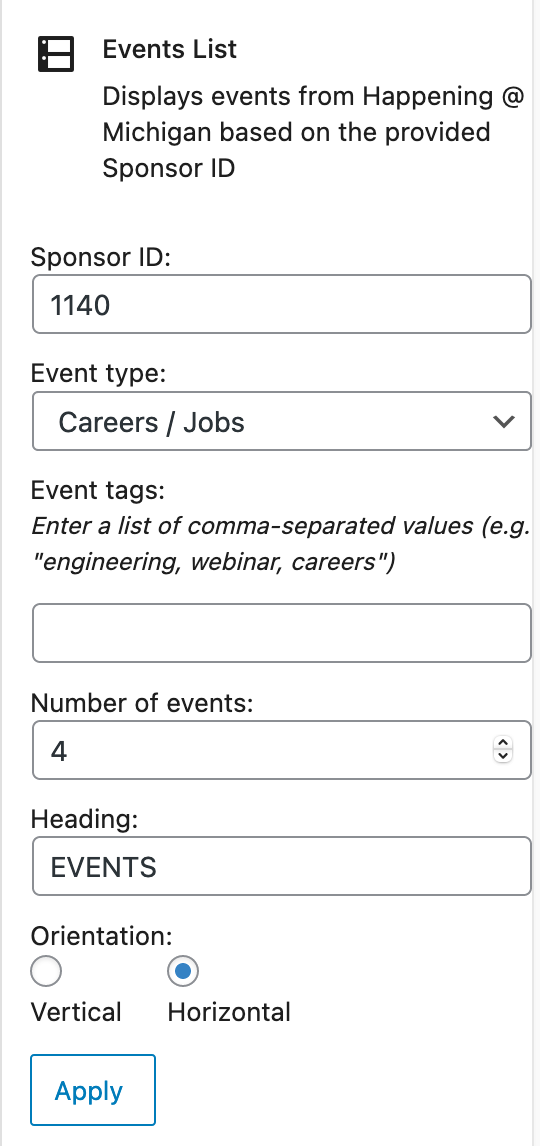 Events List
Displays events from Happening @
Michigan based on the provided
Sponsor ID
Sponsor ID:
1140
Event type:
Careers / Jobs
Event tags:
Enter a list of comma-separated values (e.g.
"engineering, webinar, careers")
Number of events:
4
Heading:
EVENTS
Orientation:
Vertical Horizontal
Apply